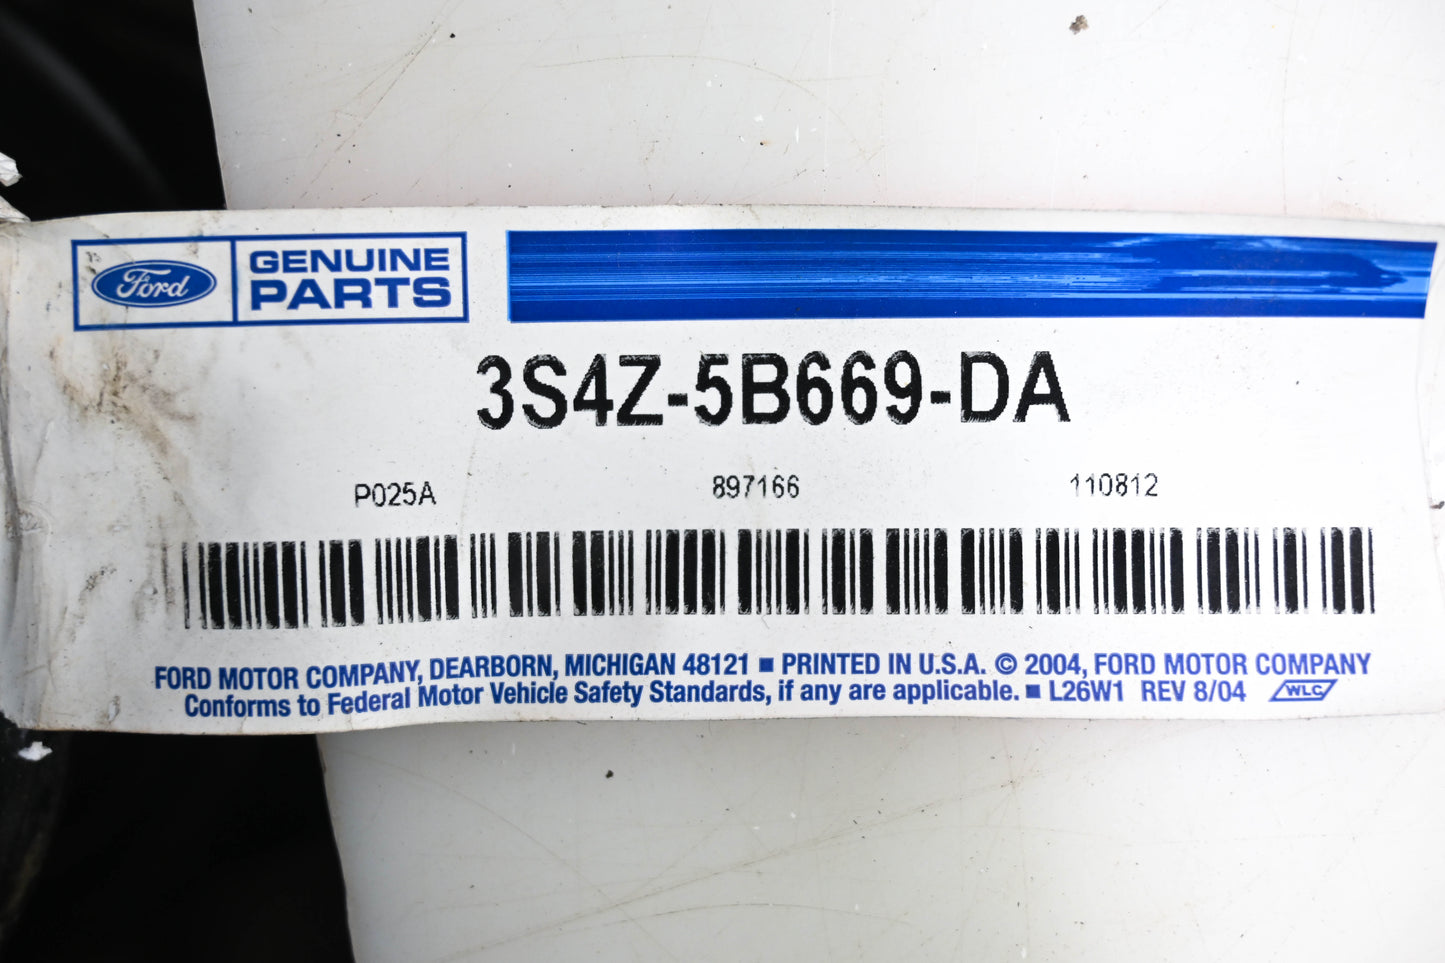 Ford GENUINE
PARTS
3S4Z-5B669-DA
P025A 897166 110812
FORD MOTOR COMPANY, DEARBORN, MICHIGAN 48121 ■ PRINTED IN U.S.A. © 2004, FORD MOTOR COMPANY
Conforms to Federal Motor Vehicle Safety Standards, if any are applicable. ■ L26W1 REV 8/04 WLC